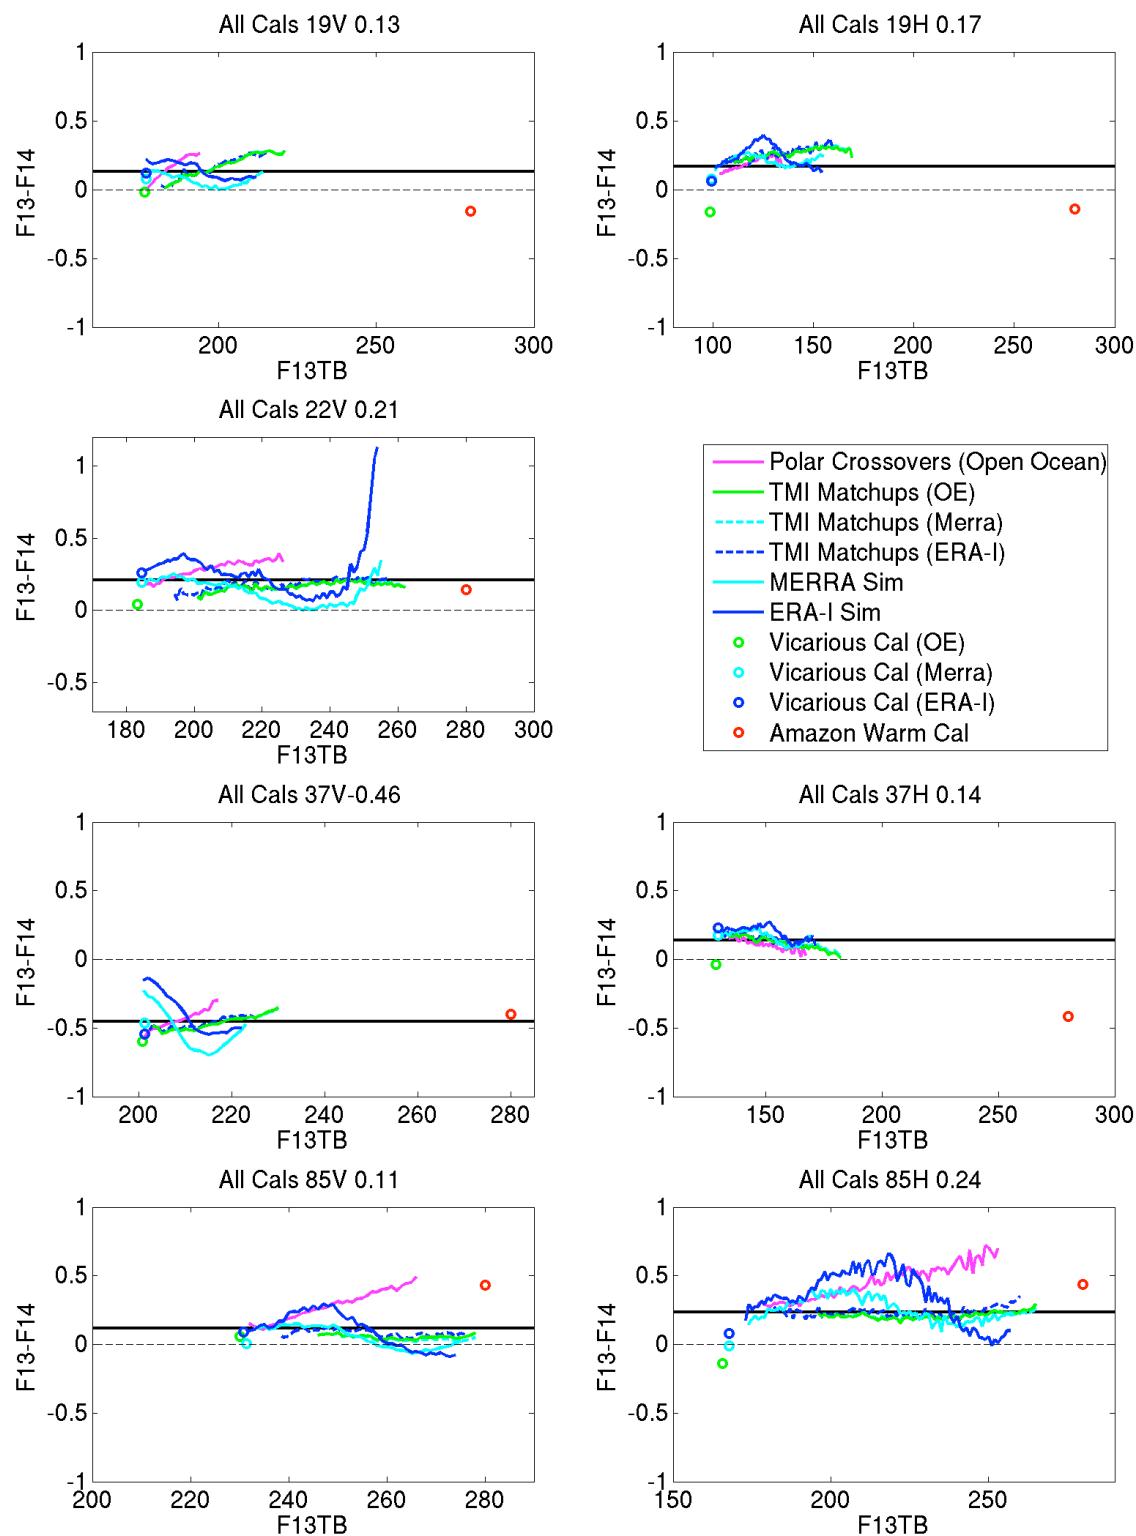 All Cals 19V 0.13
1
0.5
0
-0.5
-1
F13-F14
200
250
300
F13TB
All Cals 19H 0.17
1
0.5
0
-0.5
-1
F13-F14
100
150
200
250
300
F13TB
All Cals 22V 0.21
1
0.5
0
-0.5
F13-F14
180
200
220
240
260
280
300
F13TB
Polar Crossovers (Open Ocean)
TMI Matchups (OE)
TMI Matchups (Merra)
TMI Matchups (ERA-I)
MERRA Sim
ERA-I Sim
Vicarious Cal (OE)
Vicarious Cal (Merra)
Vicarious Cal (ERA-I)
Amazon Warm Cal
All Cals 37V-0.46
1
0.5
0
-0.5
-1
F13-F14
200
220
240
260
280
F13TB
All Cals 37H 0.14
1
0.5
0
-0.5
-1
F13-F14
150
200
250
300
F13TB
All Cals 85V 0.11
1
0.5
0
-0.5
-1
F13-F14
200
220
240
260
280
F13TB
All Cals 85H 0.24
1
0.5
0
-0.5
-1
F13-F14
150
200
250
F13TB